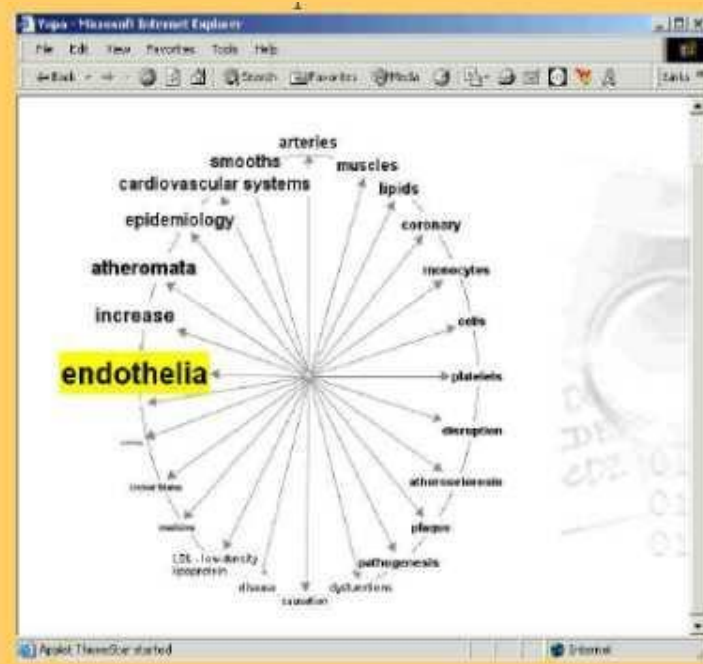 Yapa - Microsoft Internet Explorer
File Edit View Favorites Tools Help
Back Search Favorites Media
arteries
smooths
muscles
cardiovascular systems
lipids
epidemiology
coronary
atheromata
monocytes
increase
cells
endothelia
platelets
disruption
atherosclerosis
plaque
LDL - low density
lipoprotein
pathogenesis
disease
dysfunctions
causation
Applet ThemeStar started
Internet